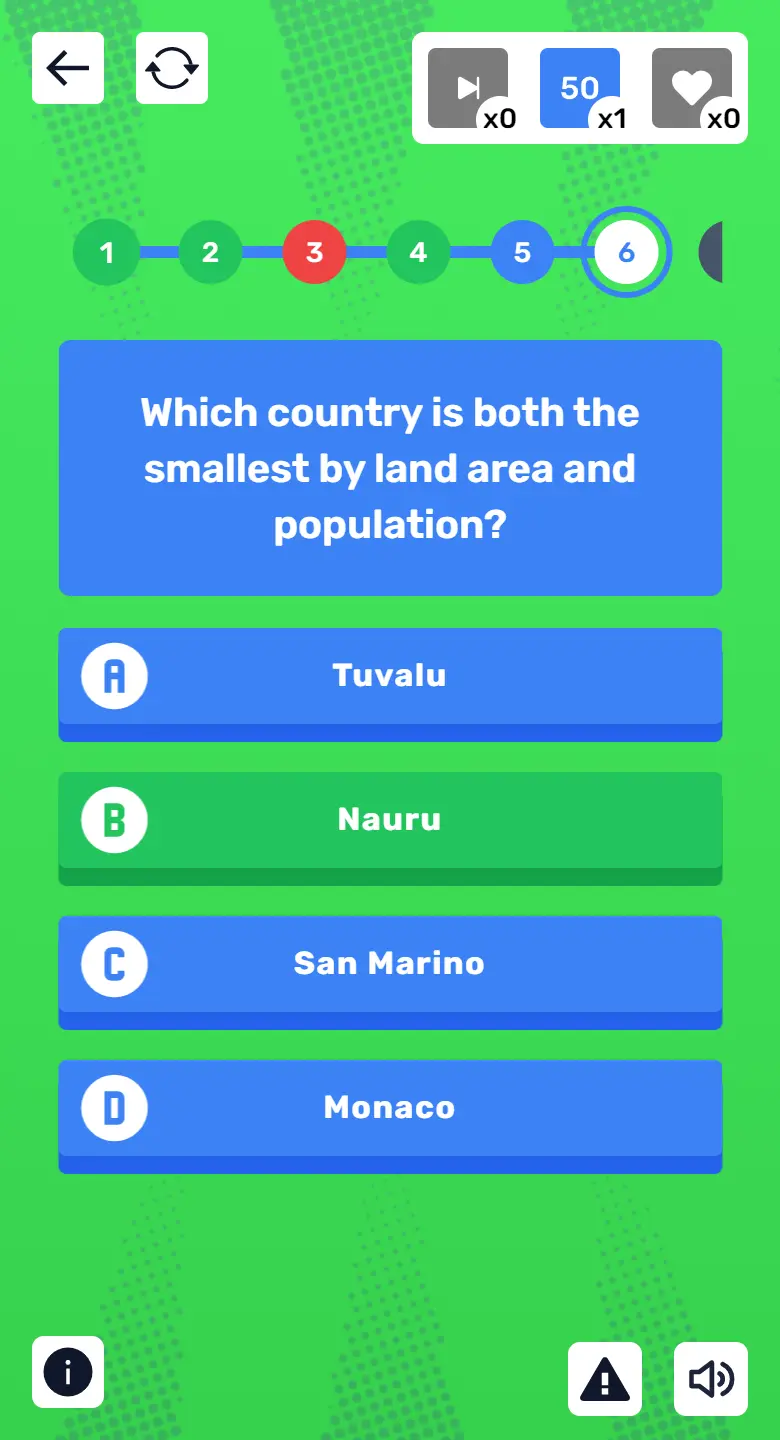 x0
50
x1
x0
1
2
3
4
5
6
Which country is both the
smallest by land area and
population?
A
Tuvalu
B
Nauru
C
San Marino
D
Monaco